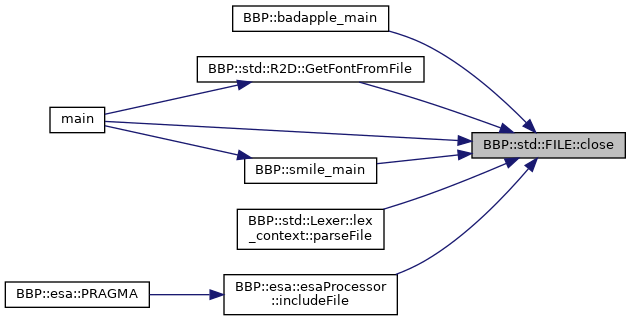 BBP::badapple_main
BBP::std::R2D::GetFontFromFile
main
BBP::std::FILE::close
BBP::smile_main
BBP::std::Lexer::lex
_context::parseFile
BBP::esa::PRAGMA
BBP::esa::esaProcessor
::includeFile